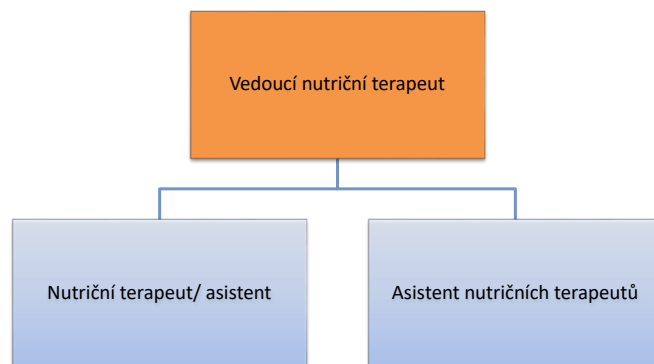 Vedoucí nutriční terapeut
Nutriční terapeut/ asistent
Asistent nutričních terapeutů